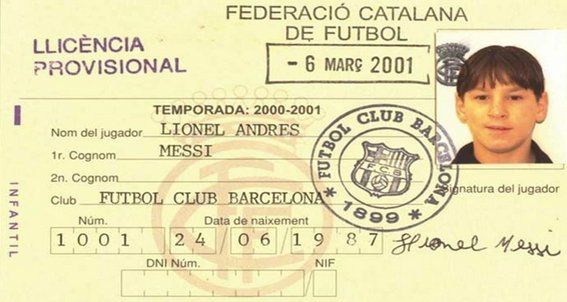 FEDERACIÓ CATALANA
DE FUTBOL
LLICÈNCIA
PROVISIONAL
- 6 MARÇ 2001
TEMPORADA: 2000-2001
Nom del jugador LIONEL ANDRES
1r. Cognom MESSI
2n. Cognom
Club FUTBOL CLUB BARCELONA
Núm. Data de naixement
1001 24/06/1987
DNI Núm. NIF
INFANTIL
FUTBOL CLUB BARCELONA
F C B
1899
Signatura del jugador
Lionel Messi